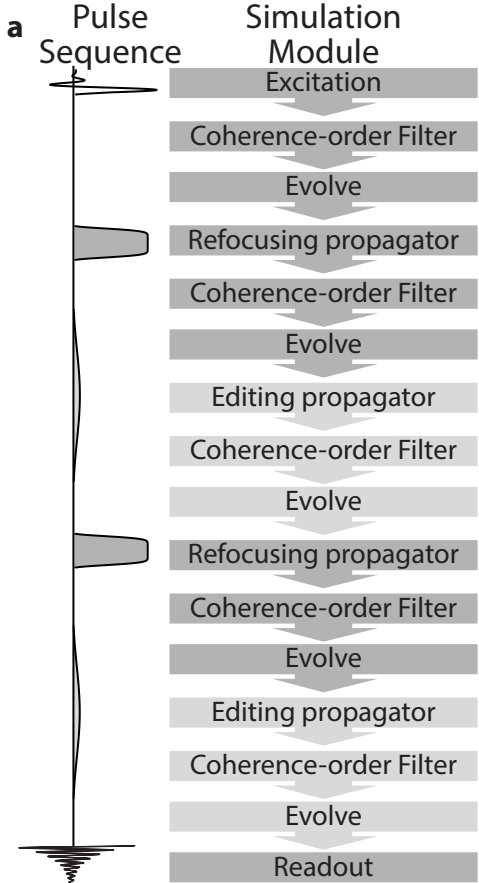 a
Pulse
Sequence
Simulation
Module
Excitation
Coherence-order Filter
Evolve
Refocusing propagator
Coherence-order Filter
Evolve
Editing propagator
Coherence-order Filter
Evolve
Refocusing propagator
Coherence-order Filter
Evolve
Editing propagator
Coherence-order Filter
Evolve
Readout